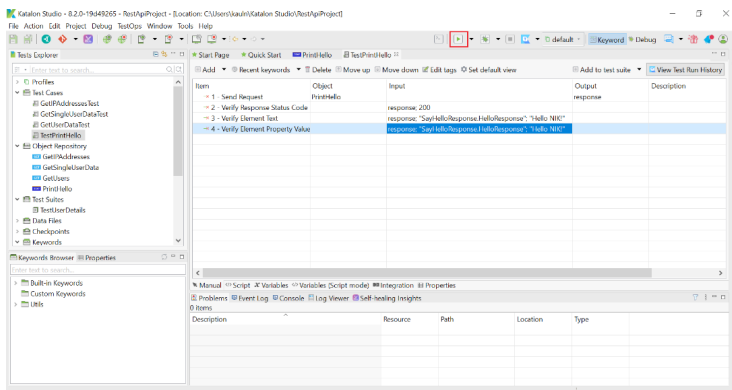 Katalon Studio - 8.2.0-19d49265 - RestApiProject - [Location: C:\Users\kauln\Katalon Studio\RestApiProject]
File Action Edit Project Debug TestOps Window Tools Help
default Keyword Debug
Tests Explorer
Enter text to search...
Profiles
Test Cases
GetIPAddressesTest
GetSingleUserDataTest
GetUserDataTest
TestPrintHello
Object Repository
GetIPAddresses
GetSingleUserData
GetUsers
PrintHello
Test Suites
TestUserDetails
Data Files
Checkpoints
Keywords
Start Page Quick Start PrintHello TestPrintHello
Add Recent keywords Delete Move up Move down Edit tags Set default view Add to test suite View Test Run History
Item Object Input Output Description
1 - Send Request PrintHello response
2 - Verify Response Status Code response; 200
3 - Verify Element Text response; "SayHelloResponse.HelloResponse"; "Hello NIK!"
4 - Verify Element Property Value response; "SayHelloResponse.HelloResponse"; "Hello NIK!"
Keywords Browser Properties
Enter text to search...
Built-in Keywords
Custom Keywords
Utils
Manual Script Variables Variables (Script mode) Integration Properties
Problems Event Log Console Log Viewer Self-healing Insights
0 items
Description Resource Path Location Type